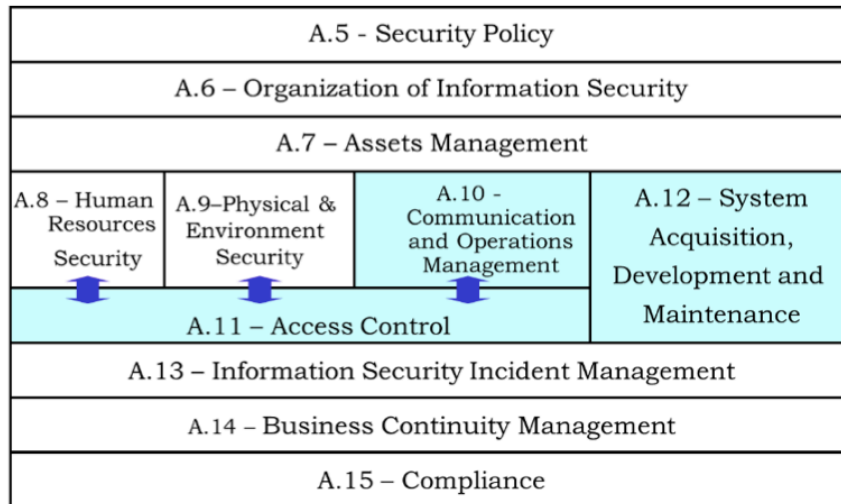 A.5 - Security Policy
A.6 – Organization of Information Security
A.7 – Assets Management
A.8 – Human
Resources
Security
A.9–Physical &
Environment
Security
A.10 -
Communication
and Operations
Management
A.12 – System
Acquisition,
Development and
Maintenance
A.11 – Access Control
A.13 – Information Security Incident Management
A.14 – Business Continuity Management
A.15 – Compliance